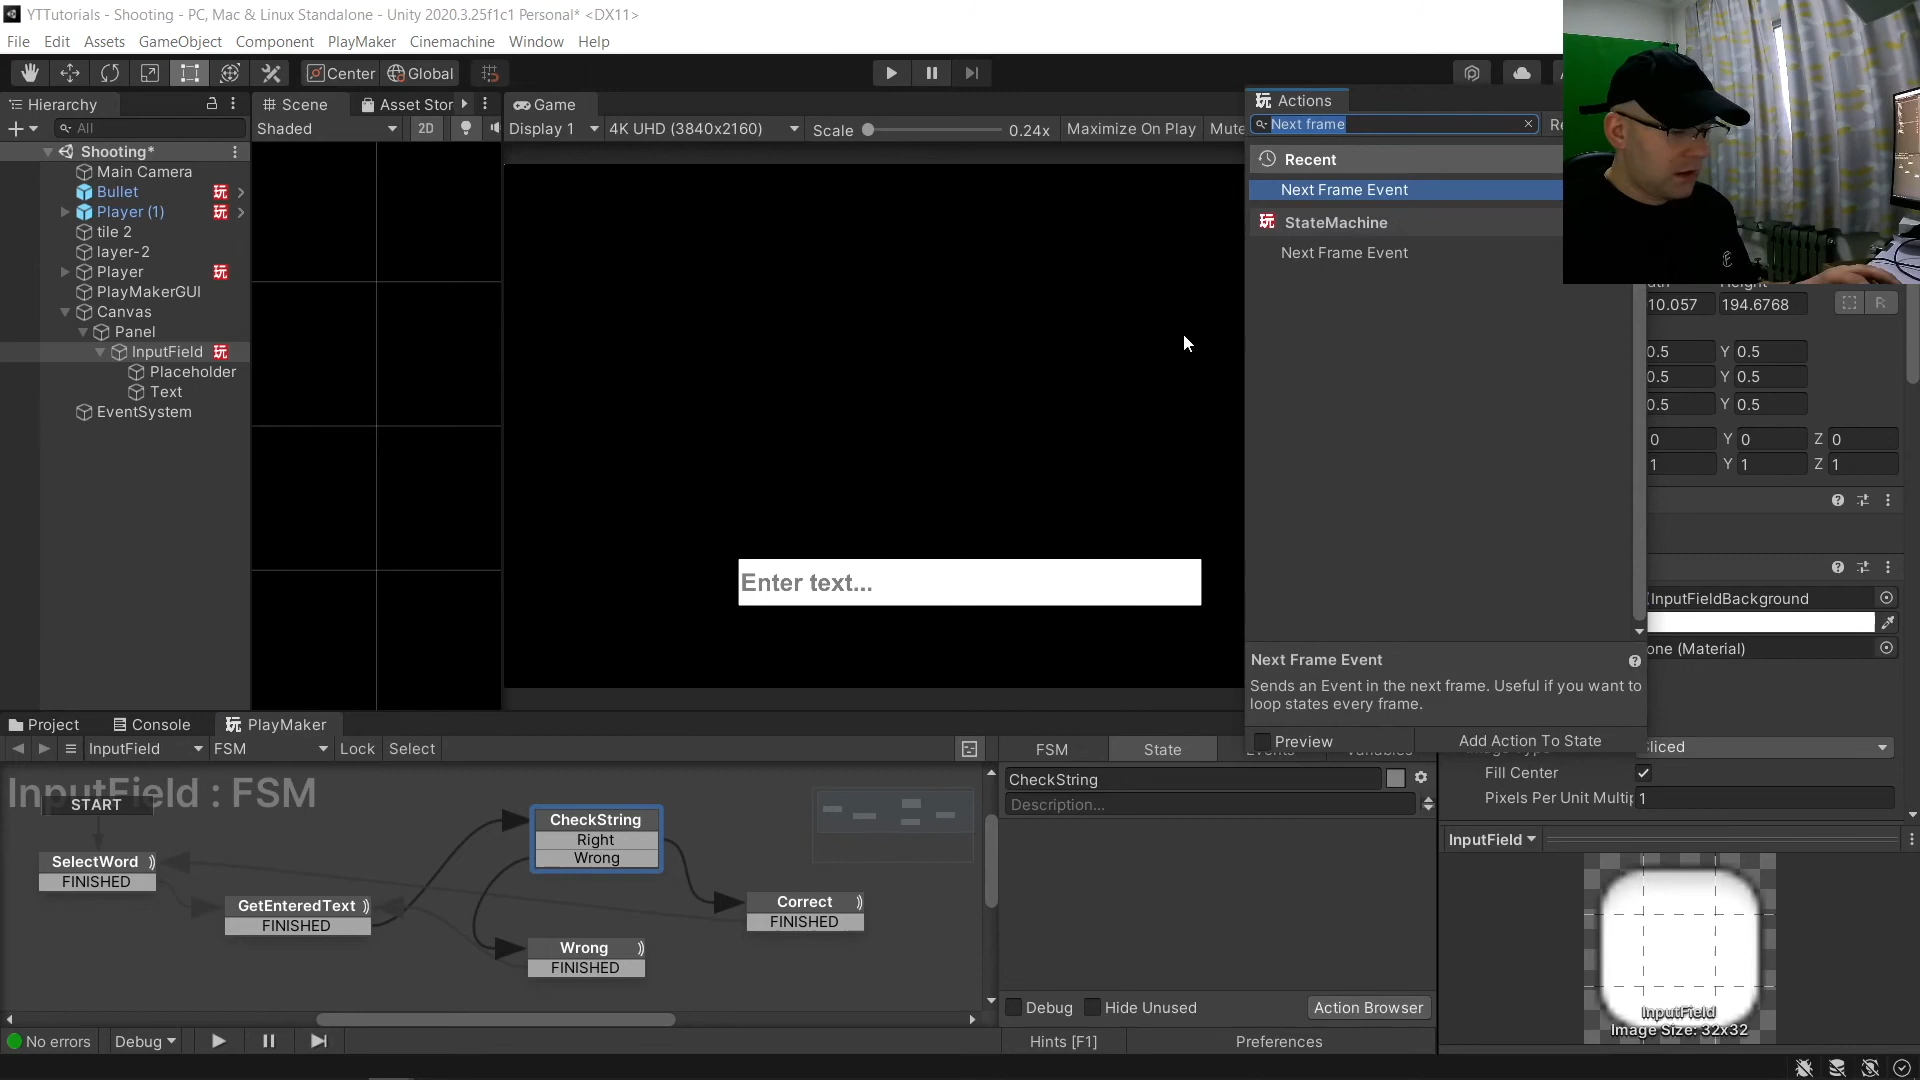 YTTutorials - Shooting - PC, Mac & Linux Standalone - Unity 2020.3.25f1c1 Personal* <DX11>
File Edit Assets GameObject Component PlayMaker Cinemachine Window Help
Center Global
Hierarchy
All
Shooting*
Main Camera
Bullet
Player (1)
tile 2
layer-2
Player
PlayMakerGUI
Canvas
Panel
InputField
Placeholder
Text
EventSystem
Scene Asset Stor
Shaded 2D
Game
Display 1 4K UHD (3840x2160) Scale 0.24x Maximize On Play Mute
Enter text...
Actions
Next frame
Recent
Next Frame Event
StateMachine
Next Frame Event
Next Frame Event
Sends an Event in the next frame. Useful if you want to
loop states every frame.
Preview Add Action To State
10.057 194.6768 R
0.5 Y 0.5
0.5 Y 0.5
0.5 Y 0.5
0 Y 0 Z 0
1 Y 1 Z 1
InputFieldBackground
one (Material)
Sliced
Fill Center
Pixels Per Unit Multip 1
InputField
InputField
Image Size: 32x32
Project Console PlayMaker
InputField FSM Lock Select
InputField : FSM
START
SelectWord
FINISHED
GetEnteredText
FINISHED
CheckString
Right
Wrong
Wrong
FINISHED
Correct
FINISHED
FSM State
CheckString
Description...
Debug Hide Unused Action Browser
No errors Debug
Hints [F1] Preferences